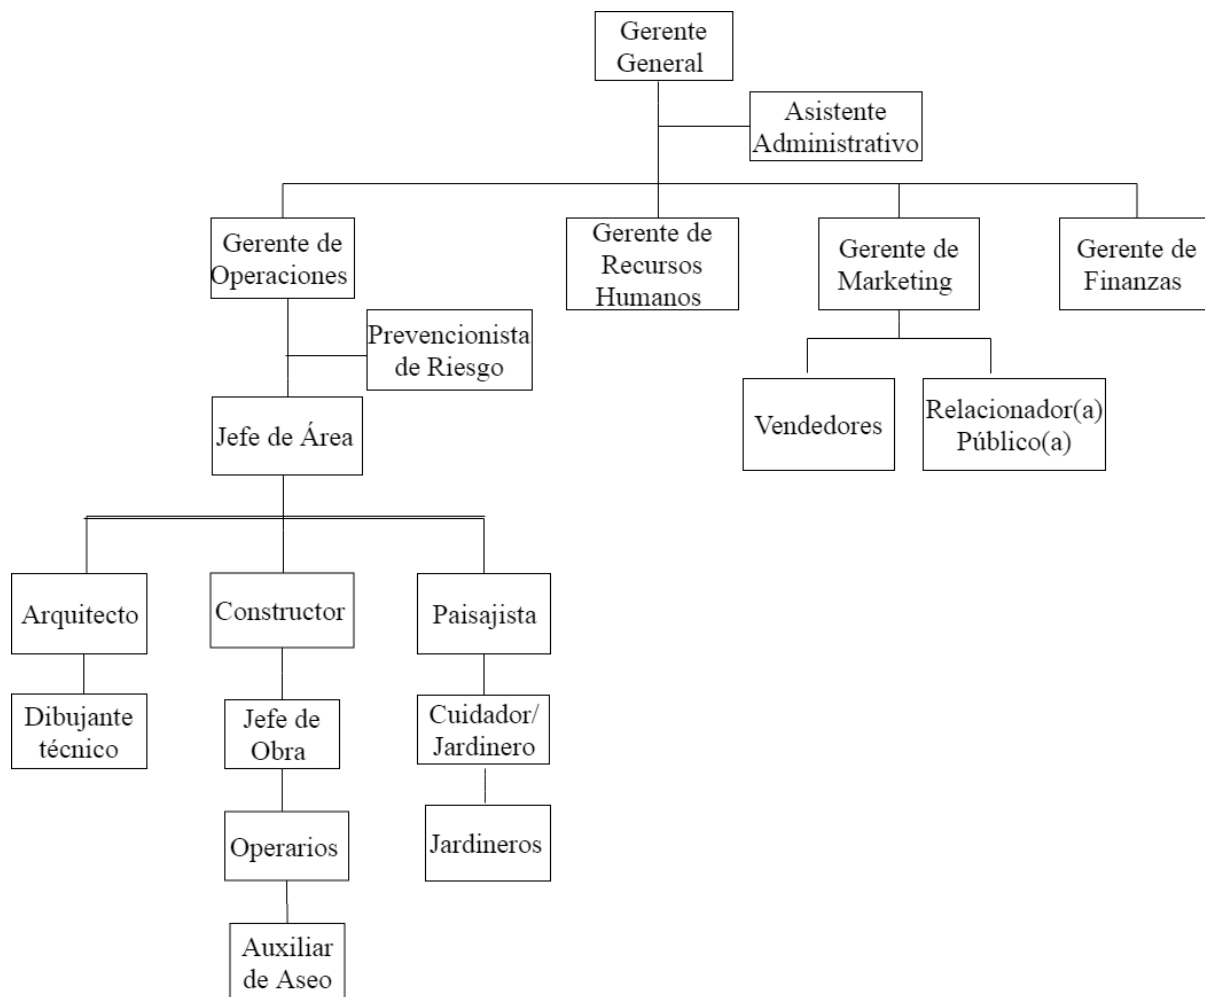 Gerente
General
Asistente
Administrativo
Gerente de
Operaciones
Gerente de
Recursos
Humanos
Gerente de
Marketing
Gerente de
Finanzas
Prevencionista
de Riesgo
Jefe de Área
Vendedores
Relacionador(a)
Público(a)
Arquitecto
Constructor
Paisajista
Dibujante
técnico
Jefe de
Obra
Cuidador/
Jardinero
Operarios
Jardineros
Auxiliar
de Aseo